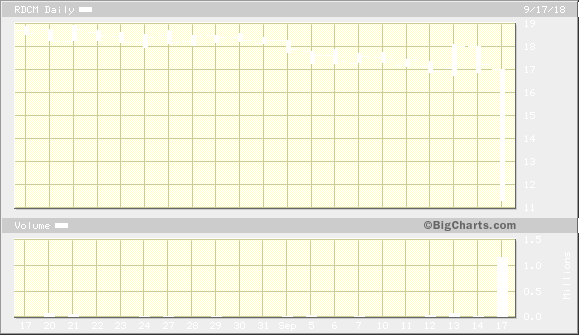 RDCM Daily
9/17/18
19
18
17
16
15
14
13
12
11
Volume
©BigCharts.com
1.5
1.0
0.5
0.0
Millions
17 20 21 22 23 24 27 28 29 30 31 Sep 5 6 7 10 11 12 13 14 17